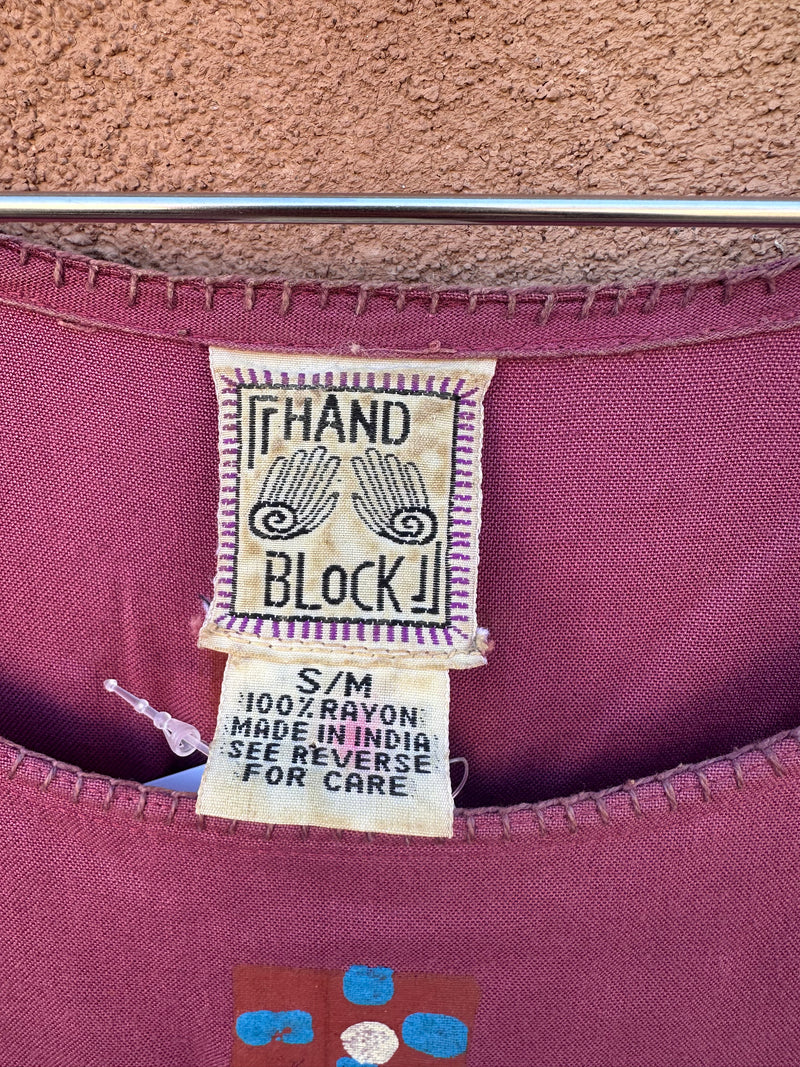 HAND
BLOCK
S/M
100% RAYON
MADE IN INDIA
SEE REVERSE
FOR CARE